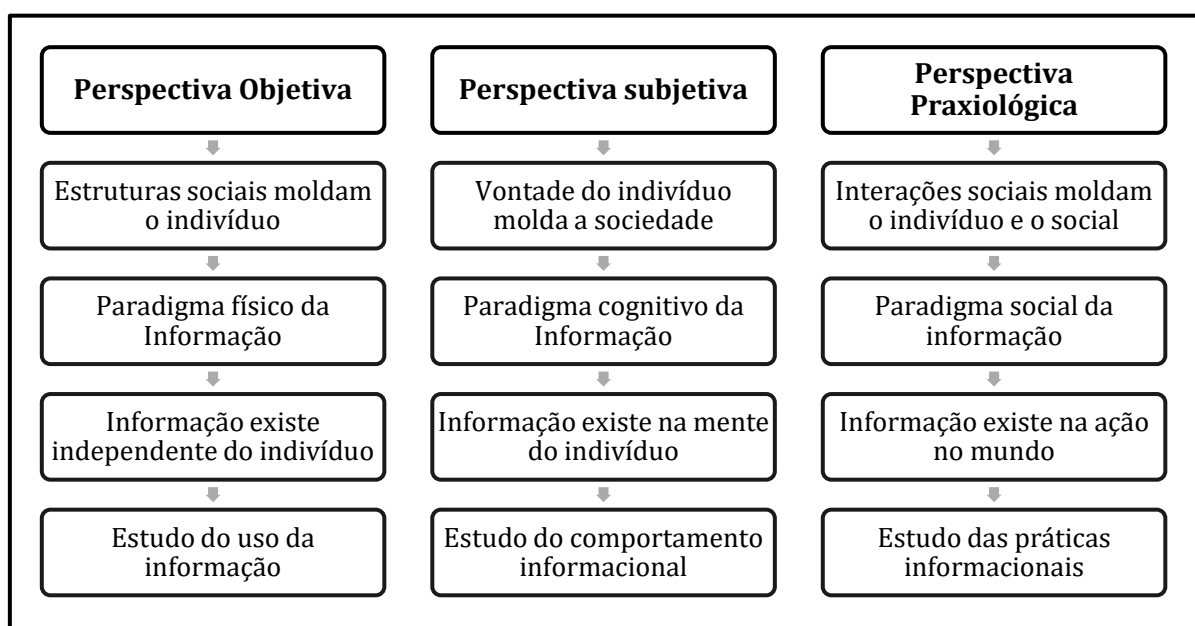 Perspectiva Objetiva
Estruturas sociais moldam
o indivíduo
Paradigma físico da
Informação
Informação existe
independente do indivíduo
Estudo do uso da
informação
Perspectiva subjetiva
Vontade do indivíduo
molda a sociedade
Paradigma cognitivo da
Informação
Informação existe na mente
do indivíduo
Estudo do comportamento
informacional
Perspectiva
Praxiológica
Interações sociais moldam
o indivíduo e o social
Paradigma social da
informação
Informação existe na ação
no mundo
Estudo das práticas
informacionais